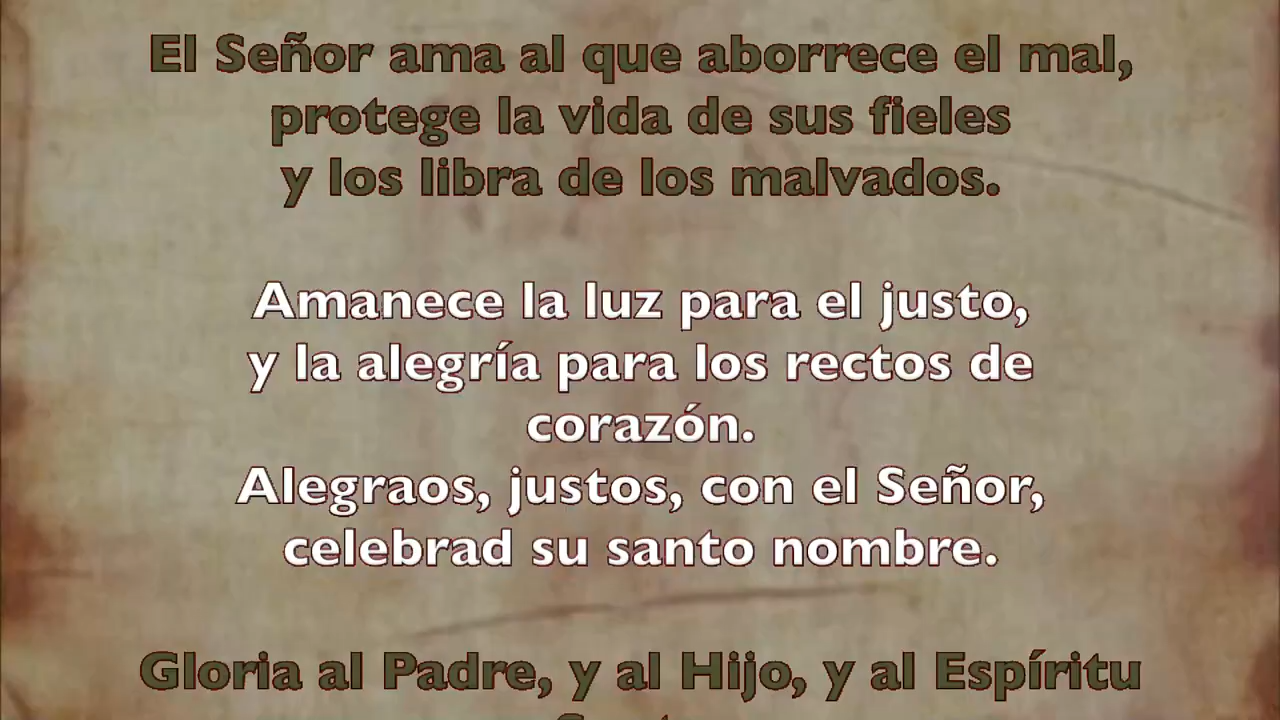 El Señor ama al que aborrece el mal,
protege la vida de sus fieles
y los libra de los malvados.
Amanece la luz para el justo,
y la alegría para los rectos de
corazón.
Alegraos, justos, con el Señor,
celebrad su santo nombre.
Gloria al Padre, y al Hijo, y al Espíritu